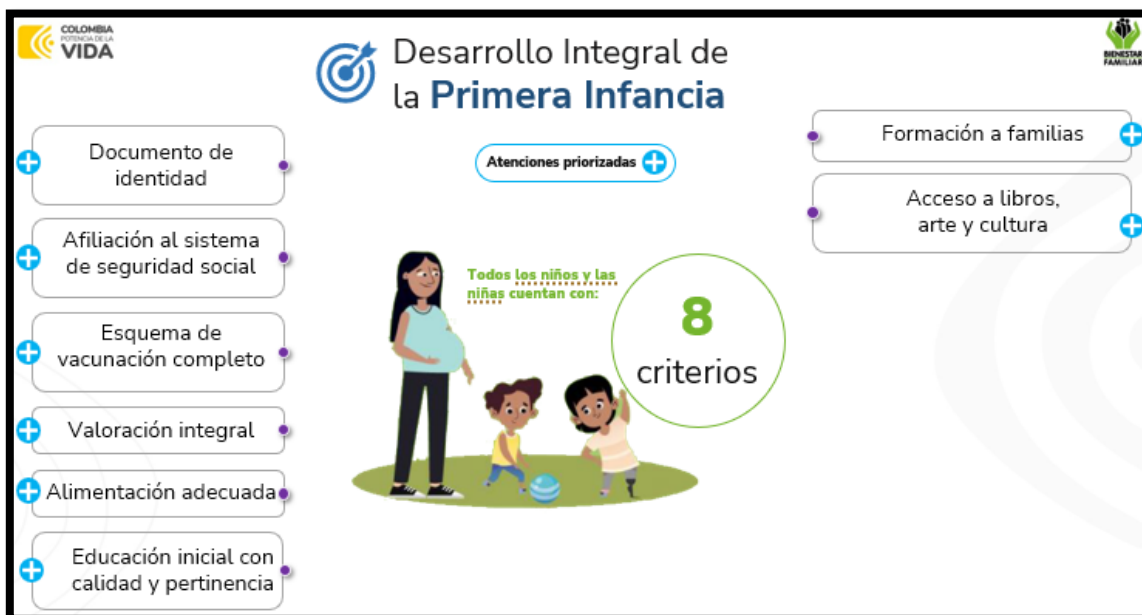 COLOMBIA
POTENCIA DE LA
VIDA
Desarrollo Integral de
la Primera Infancia
BIENESTAR
FAMILIAR
Documento de
identidad
Afiliación al sistema
de seguridad social
Esquema de
vacunación completo
Valoración integral
Alimentación adecuada
Educación inicial con
calidad y pertinencia
Atenciones priorizadas
Todos los niños y las
niñas cuentan con:
8
criterios
Formación a familias
Acceso a libros,
arte y cultura